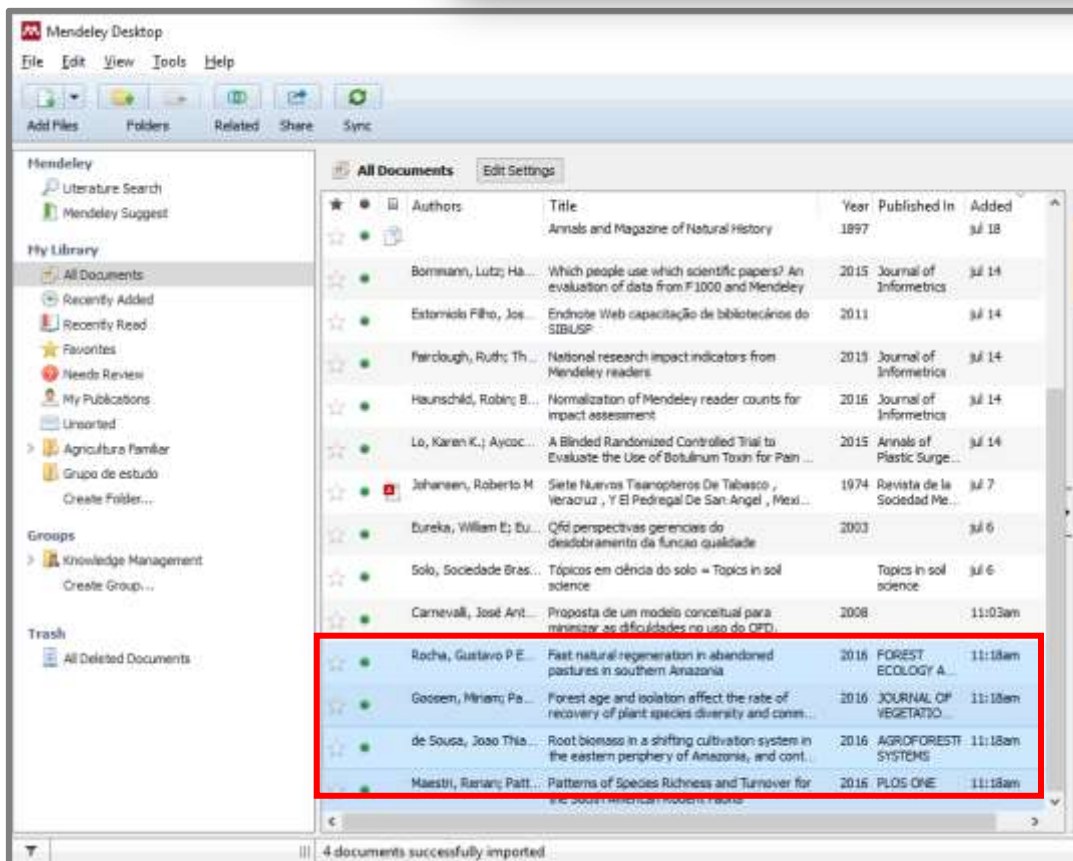 Mendeley Desktop
File Edit View Tools Help
Add Files Folders Related Share Sync
Mendeley
Literature Search
Mendeley Suggest
My Library
All Documents
Recently Added
Recently Read
Favorites
Needs Review
My Publications
Unsorted
Agricultura Familiar
Grupo de estudo
Create Folder...
Groups
Knowledge Management
Create Group...
Trash
All Deleted Documents
All Documents Edit Settings
Authors Title Year Published In Added
Annals and Magazine of Natural History 1897 jul 18
Bornmann, Lutz; Ha... Which people use which scientific papers? An 2015 Journal of jul 14
evaluation of data from F1000 and Mendeley Informetrics
Estorniolo Filho, Jos... Endnote Web capacitação de bibliotecários do 2011 jul 14
SIBUSP
Fairclough, Ruth; Th... National research impact indicators from 2015 Journal of jul 14
Mendeley readers Informetrics
Haunschild, Robin; B... Normalization of Mendeley reader counts for 2016 Journal of jul 14
impact assessment Informetrics
Lo, Karen K.; Aycoc... A Blinded Randomized Controlled Trial to 2015 Annals of jul 14
Evaluate the Use of Botulinum Toxin for Pain ... Plastic Surge...
Johansen, Roberto M Siete Nuevos Tisanopteros De Tabasco , 1974 Revista de la jul 7
Veracruz , Y El Pedregal De San Angel , Mexi... Sociedad Me...
Eureka, William E; Eu... Qfd perspectivas gerenciais do 2003 jul 6
desdobramento da funcao qualidade
Solo, Sociedade Bras... Tópicos em ciência do solo = Topics in soil Topics in soil jul 6
science science
Carnevalli, José Ant... Proposta de um modelo conceitual para 2008 11:03am
minimizar as dificuldades no uso do QFD.
Rocha, Gustavo P E... Fast natural regeneration in abandoned 2016 FOREST 11:18am
pastures in southern Amazonia ECOLOGY A...
Goosem, Miriam; Pa... Forest age and isolation affect the rate of 2016 JOURNAL OF 11:18am
recovery of plant species diversity and comm... VEGETATIO...
de Sousa, Joao Thia... Root biomass in a shifting cultivation system in 2016 AGROFORESTR 11:18am
the eastern periphery of Amazonia, and cont... SYSTEMS
Maestri, Renan; Patt... Patterns of Species Richness and Turnover for 2016 PLOS ONE 11:18am
the South American Rodent Fauna
4 documents successfully imported